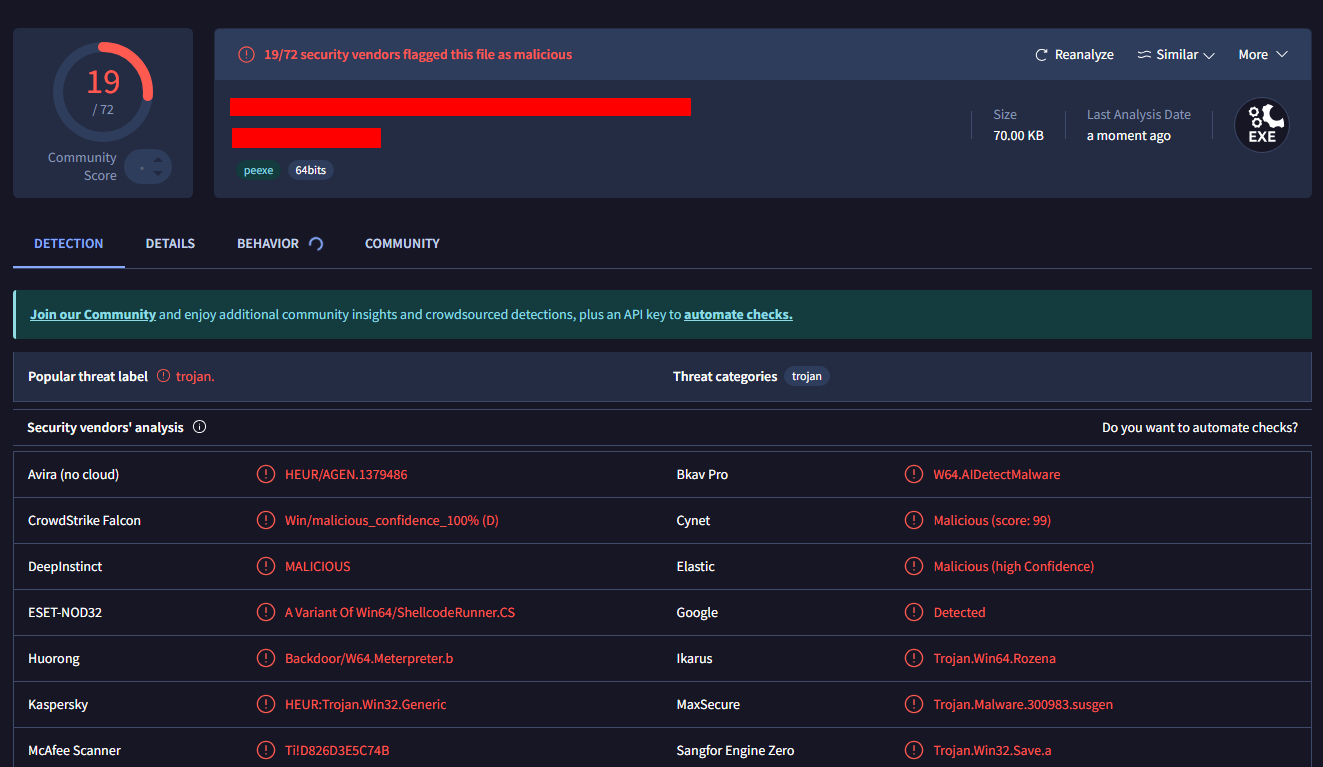 19
/ 72
Community
Score
19/72 security vendors flagged this file as malicious
Reanalyze
Similar
More
peexe
64bits
Size
70.00 KB
Last Analysis Date
a moment ago
EXE
DETECTION
DETAILS
BEHAVIOR
COMMUNITY
Join our Community and enjoy additional community insights and crowdsourced detections, plus an API key to automate checks.
Popular threat label
trojan.
Threat categories
trojan
Security vendors' analysis
Do you want to automate checks?
Avira (no cloud)
HEUR/AGEN.1379486
Bkav Pro
W64.AIDetectMalware
CrowdStrike Falcon
Win/malicious_confidence_100% (D)
Cynet
Malicious (score: 99)
DeepInstinct
MALICIOUS
Elastic
Malicious (high Confidence)
ESET-NOD32
A Variant Of Win64/ShellcodeRunner.CS
Google
Detected
Huorong
Backdoor/W64.Meterpreter.b
Ikarus
Trojan.Win64.Rozena
Kaspersky
HEUR:Trojan.Win32.Generic
MaxSecure
Trojan.Malware.300983.susgen
McAfee Scanner
Ti!D826D3E5C74B
Sangfor Engine Zero
Trojan.Win32.Save.a